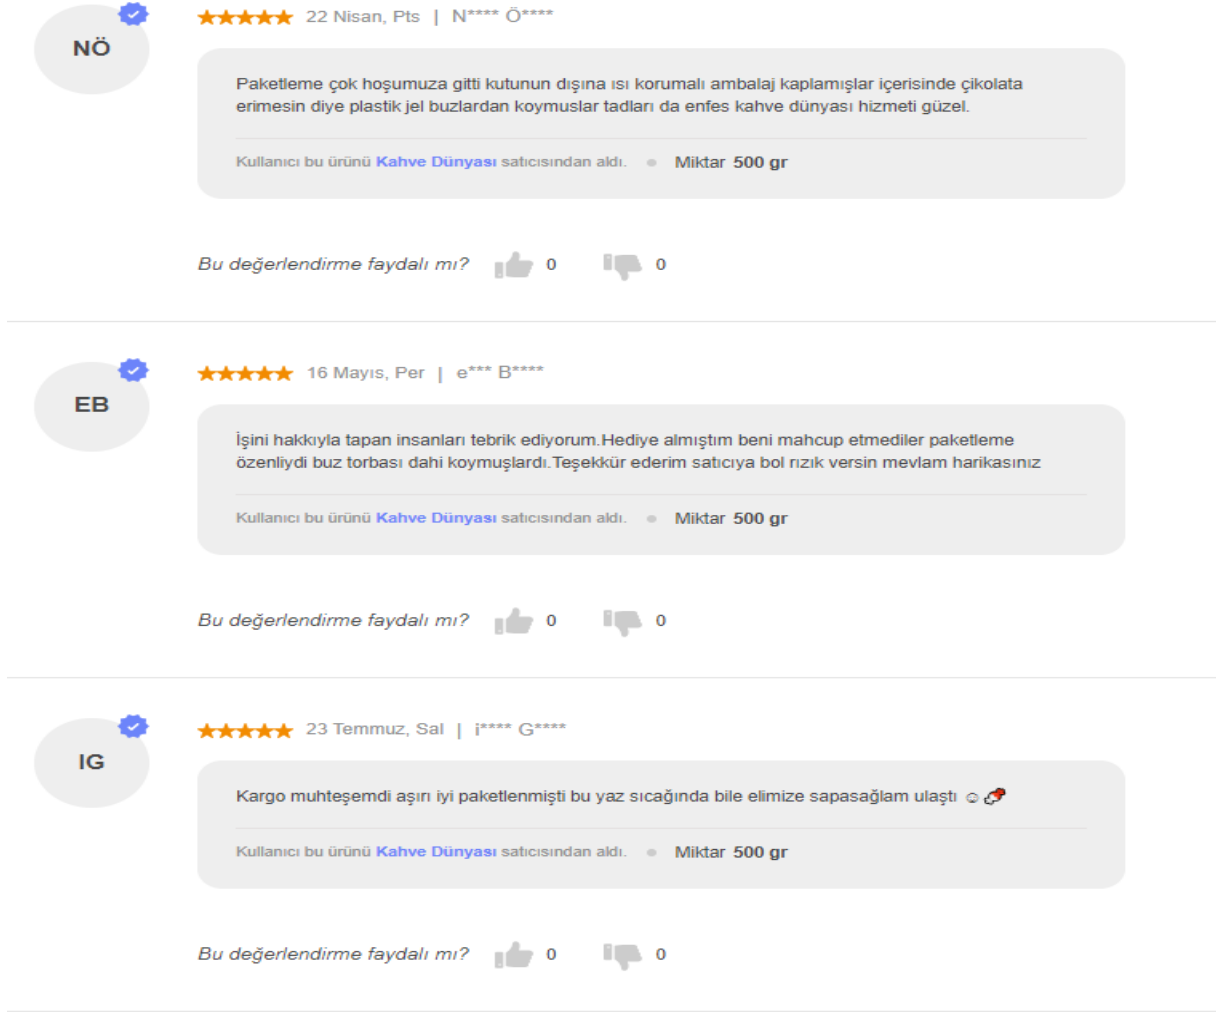 NÖ
22 Nisan, Pts | N**** Ö****
Paketleme çok hoşumuza gitti kutunun dışına ısı korumalı ambalaj kaplamışlar içerisinde çikolata
erimesin diye plastik jel buzlardan koymuslar tadları da enfes kahve dünyası hizmeti güzel.
Kullanıcı bu ürünü Kahve Dünyası satıcısından aldı. Miktar 500 gr
Bu değerlendirme faydalı mı? 0 0
EB
16 Mayıs, Per | e*** B****
İşini hakkıyla tapan insanları tebrik ediyorum.Hediye almıştım beni mahcup etmediler paketleme
özenliydi buz torbası dahi koymuşlardı.Teşekkür ederim satıcıya bol rızık versin mevlam harikasınız
Kullanıcı bu ürünü Kahve Dünyası satıcısından aldı. Miktar 500 gr
Bu değerlendirme faydalı mı? 0 0
IG
23 Temmuz, Sal | i**** G****
Kargo muhteşemdi aşırı iyi paketlenmişti bu yaz sıcağında bile elimize sapasağlam ulaştı ☺
Kullanıcı bu ürünü Kahve Dünyası satıcısından aldı. Miktar 500 gr
Bu değerlendirme faydalı mı? 0 0